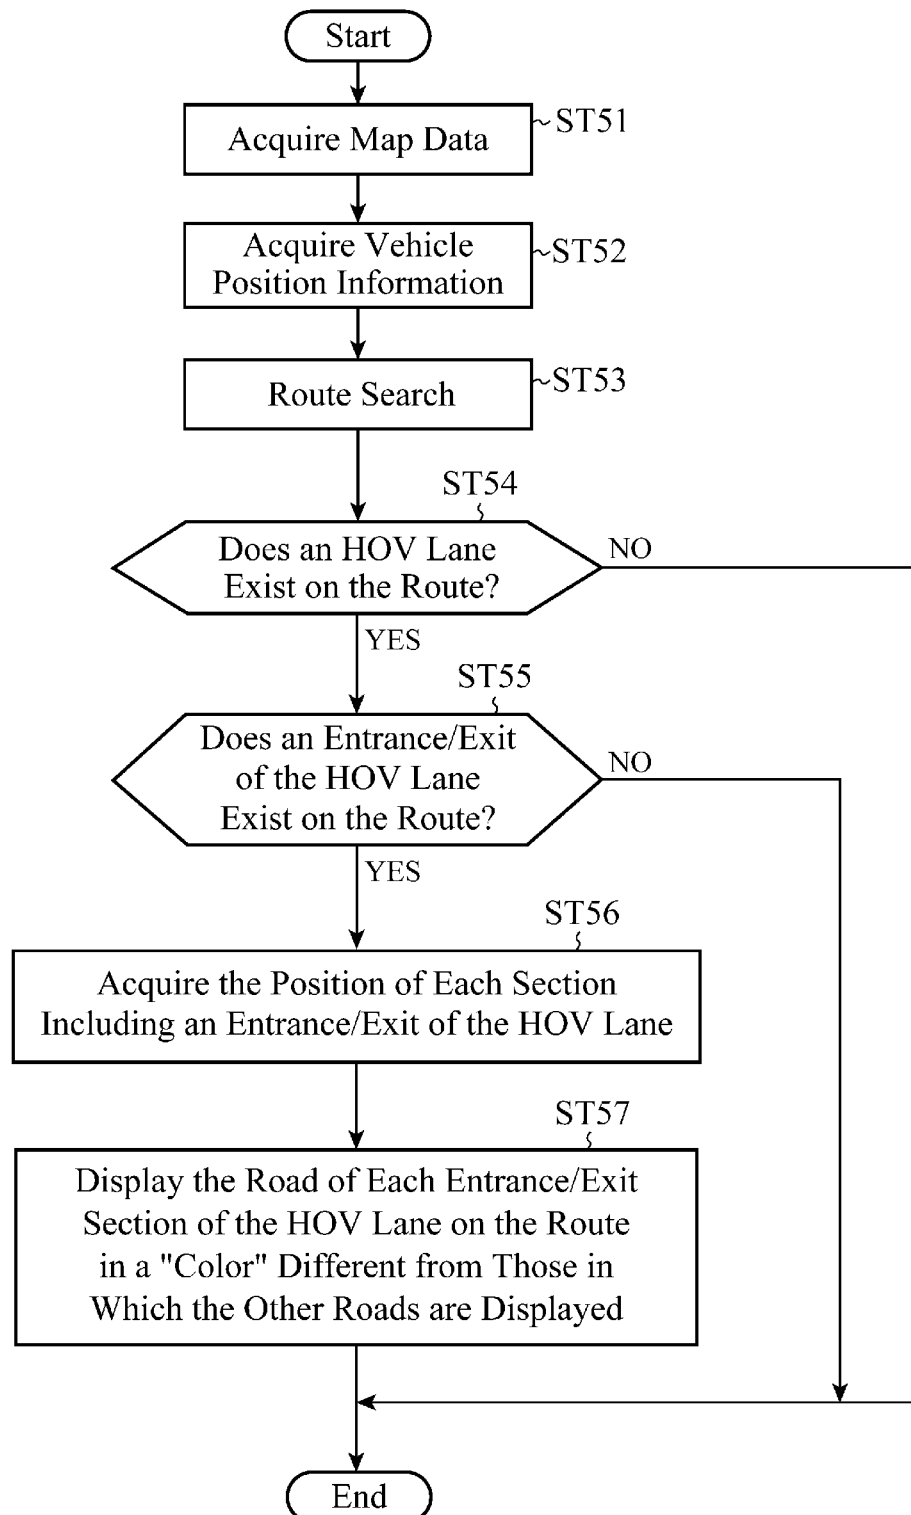 Start
Acquire Map Data
ST51
Acquire Vehicle
Position Information
ST52
Route Search
ST53
ST54
Does an HOV Lane
Exist on the Route?
NO
YES
ST55
Does an Entrance/Exit
of the HOV Lane
Exist on the Route?
NO
YES
ST56
Acquire the Position of Each Section
Including an Entrance/Exit of the HOV Lane
ST57
Display the Road of Each Entrance/Exit
Section of the HOV Lane on the Route
in a "Color" Different from Those in
Which the Other Roads are Displayed
End